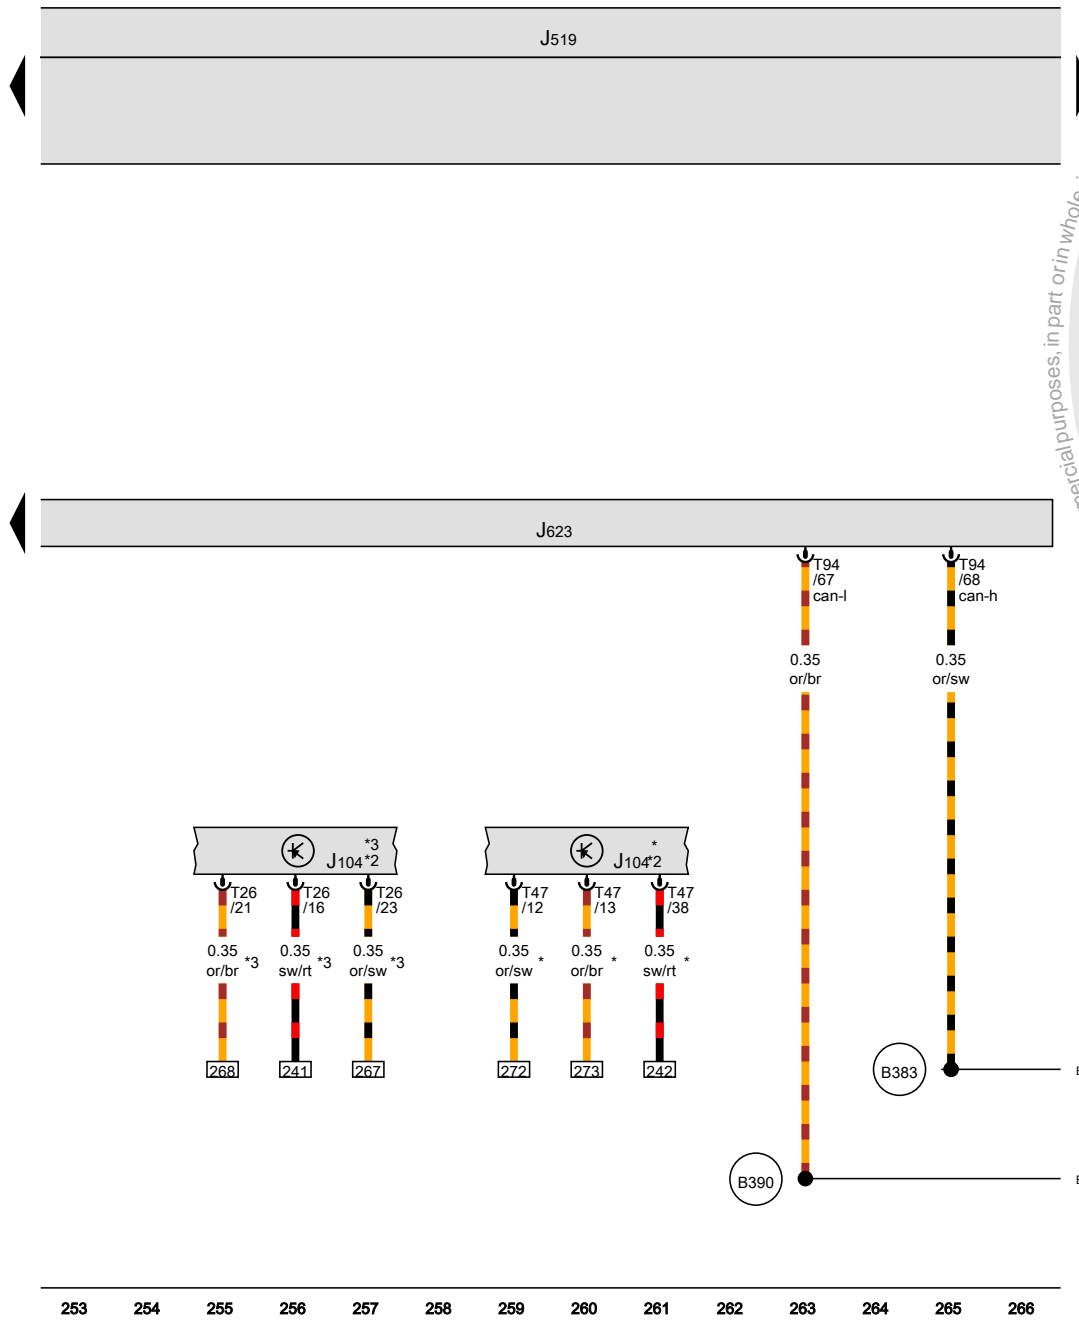 J519
cial purposes, in part or in whole
J623
T94
/67
can-l
T94
/68
can-h
0.35
or/br
0.35
or/sw
*3
J104 *2
*
J104 *2
T26
/21
T26
/16
T26
/23
T47
/12
T47
/13
T47
/38
0.35
or/br *3
0.35
sw/rt *3
0.35
or/sw *3
0.35
or/sw *
0.35
or/br *
0.35
sw/rt *
268
241
267
272
273
242
B383
B390
253 254 255 256 257 258 259 260 261 262 263 264 265 266